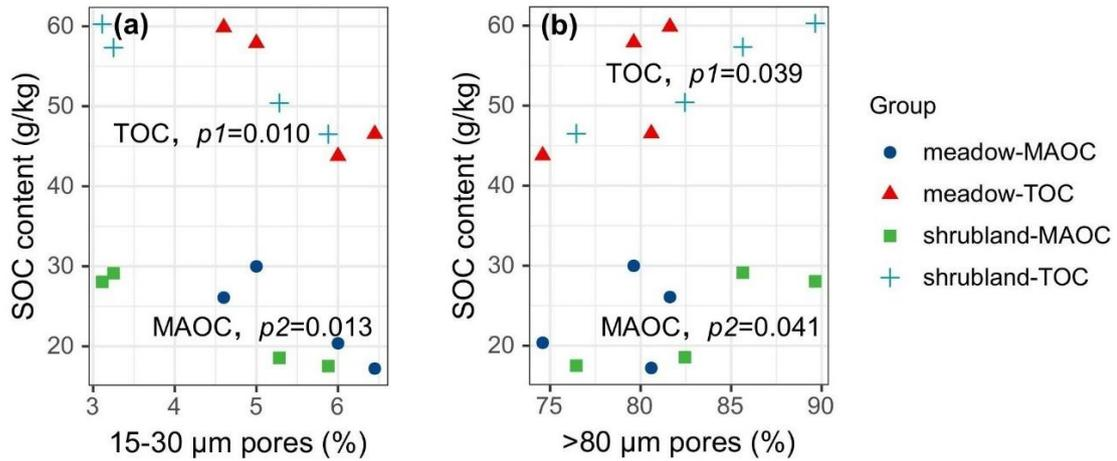 (a)
SOC content (g/kg)
60
50
40
30
20
TOC, p1=0.010
MAOC, p2=0.013
3 4 5 6
15-30 μm pores (%)
(b)
SOC content (g/kg)
60
50
40
30
20
TOC, p1=0.039
MAOC, p2=0.041
75 80 85 90
>80 μm pores (%)
Group
meadow-MAOC
meadow-TOC
shrubland-MAOC
shrubland-TOC